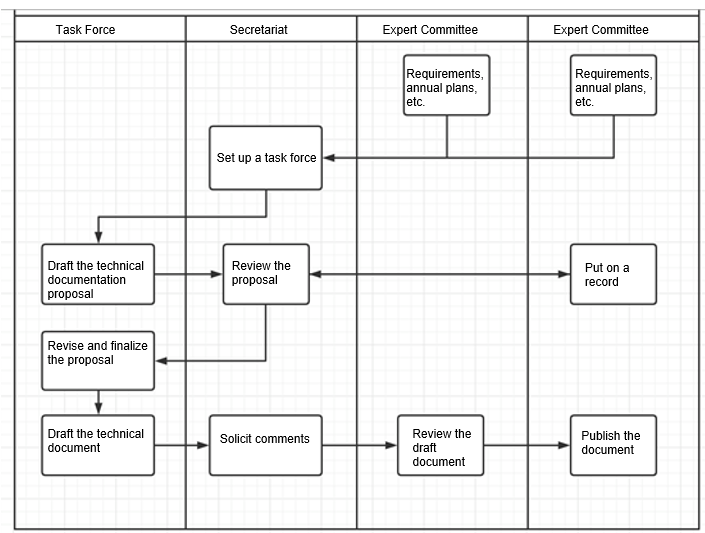 Task Force
Secretariat
Expert Committee
Expert Committee
Requirements,
annual plans,
etc.
Requirements,
annual plans,
etc.
Set up a task force
Draft the technical
documentation
proposal
Review the
proposal
Put on a
record
Revise and finalize
the proposal
Draft the technical
document
Solicit comments
Review the
draft
document
Publish the
document